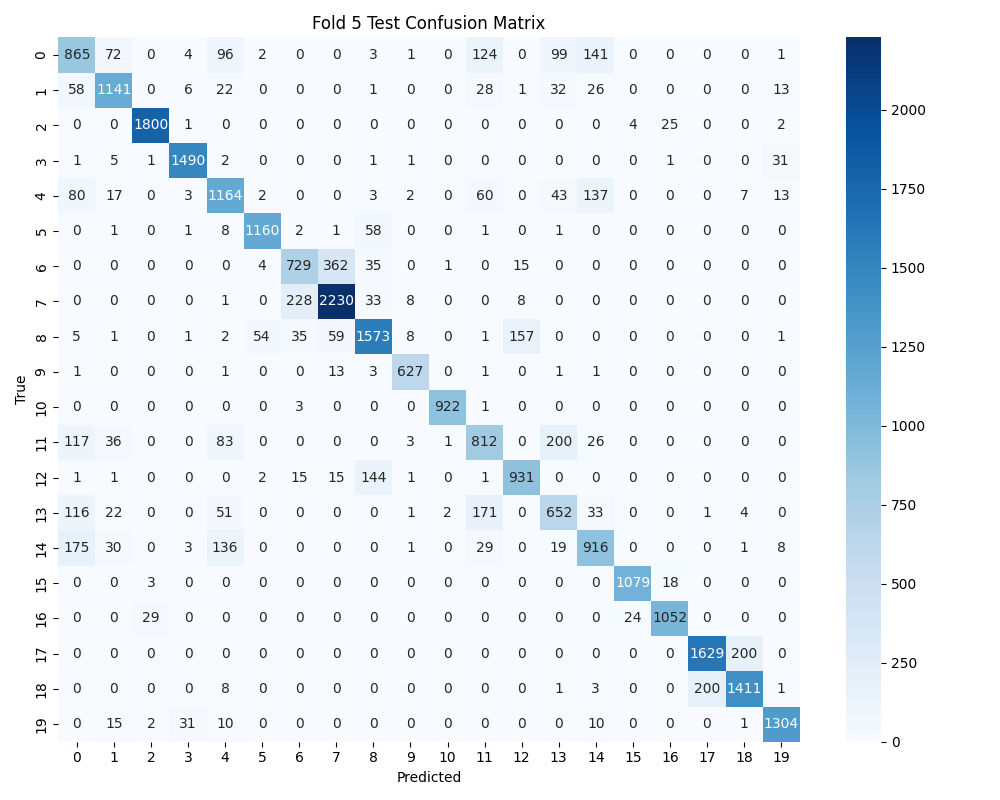 Fold 5 Test Confusion Matrix
0 865 72 0 4 96 2 0 0 3 1 0 124 0 99 141 0 0 0 0 1
1 58 1141 0 6 22 0 0 0 1 0 0 28 1 32 26 0 0 0 0 13
2 0 0 1800 1 0 0 0 0 0 0 0 0 0 0 0 4 25 0 0 2
3 1 5 1 1490 2 0 0 0 1 1 0 0 0 0 0 0 1 0 0 31
4 80 17 0 3 1164 2 0 0 3 2 0 60 0 43 137 0 0 0 7 13
5 0 1 0 1 8 1160 2 1 58 0 0 1 0 1 0 0 0 0 0 0
6 0 0 0 0 0 4 729 362 35 0 1 0 15 0 0 0 0 0 0 0
7 0 0 0 0 1 0 228 2230 33 8 0 0 8 0 0 0 0 0 0 0
8 5 1 0 1 2 54 35 59 1573 8 0 1 157 0 0 0 0 0 0 1
9 1 0 0 0 1 0 0 13 3 627 0 1 0 1 1 0 0 0 0 0
10 0 0 0 0 0 0 3 0 0 0 922 1 0 0 0 0 0 0 0 0
11 117 36 0 0 83 0 0 0 0 3 1 812 0 200 26 0 0 0 0 0
12 1 1 0 0 0 2 15 15 144 1 0 1 931 0 0 0 0 0 0 0
13 116 22 0 0 51 0 0 0 0 1 2 171 0 652 33 0 0 1 4 0
14 175 30 0 3 136 0 0 0 0 1 0 29 0 19 916 0 0 0 1 8
15 0 0 3 0 0 0 0 0 0 0 0 0 0 0 0 1079 18 0 0 0
16 0 0 29 0 0 0 0 0 0 0 0 0 0 0 0 24 1052 0 0 0
17 0 0 0 0 0 0 0 0 0 0 0 0 0 0 0 0 0 1629 200 0
18 0 0 0 0 8 0 0 0 0 0 0 0 0 1 3 0 0 200 1411 1
19 0 15 2 31 10 0 0 0 0 0 0 0 0 0 10 0 0 0 1 1304
0 1 2 3 4 5 6 7 8 9 10 11 12 13 14 15 16 17 18 19
Predicted
True
2000
1750
1500
1250
1000
750
500
250
0